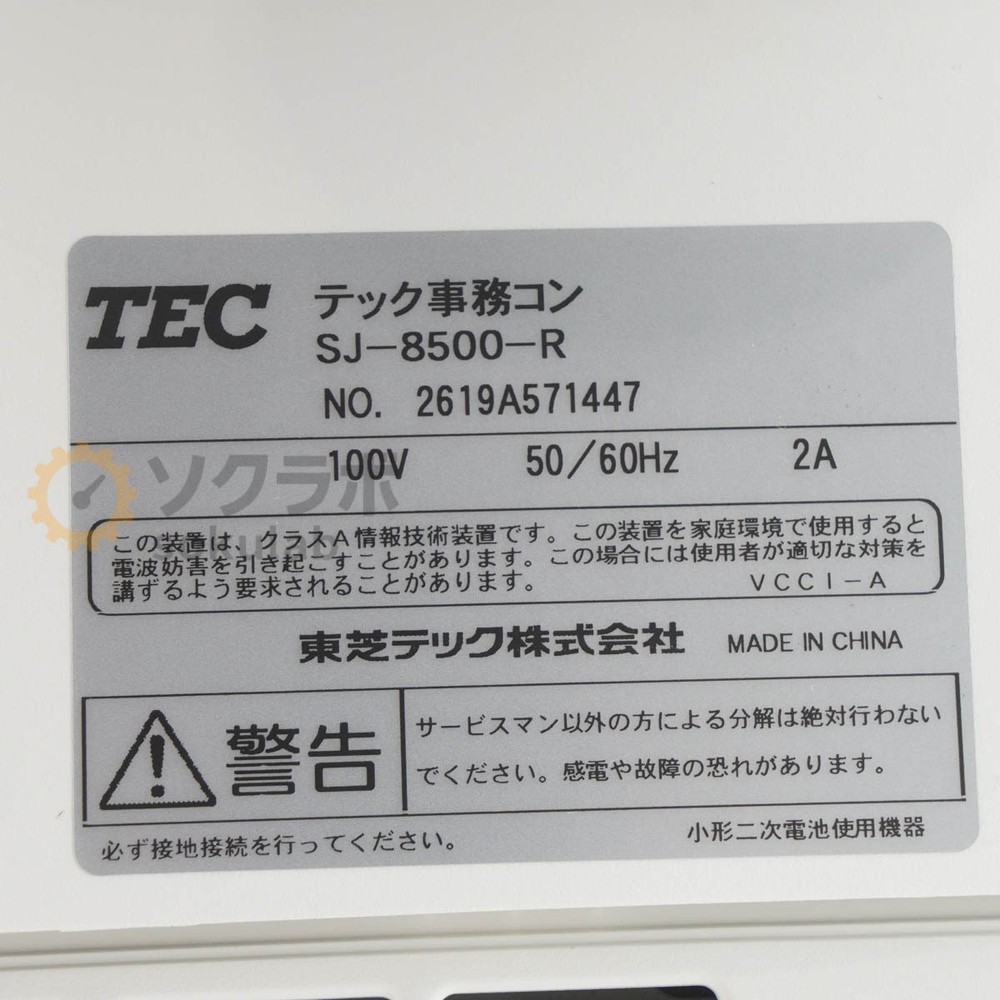 TEC
テック事務コン
SJ-8500-R
NO. 2619A571447
100V 50/60Hz 2A
ソクラボ
sokulab
この装置は、クラスA情報技術装置です。この装置を家庭環境で使用すると
電波妨害を引き起こすことがあります。この場合には使用者が適切な対策を
講ずるよう要求されることがあります。 VCCI-A
東芝テック株式会社 MADE IN CHINA
警告
サービスマン以外の方による分解は絶対行わない
でください。感電や故障の恐れがあります。
必ず接地接続を行ってください。 小形二次電池使用機器